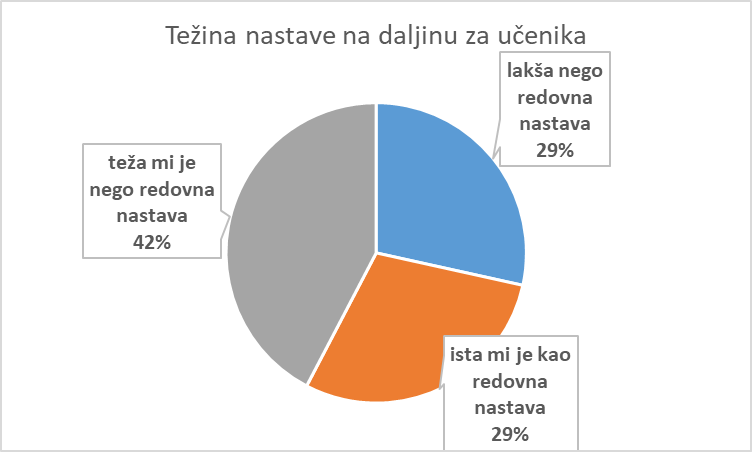 Težina nastave na daljinu za učenika
lakša nego
redovna
nastava
29%
teža mi je
nego redovna
nastava
42%
ista mi je kao
redovna
nastava
29%